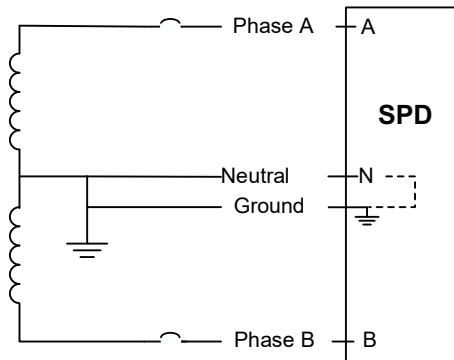 Phase A A
SPD
Neutral N
Ground
Phase B B